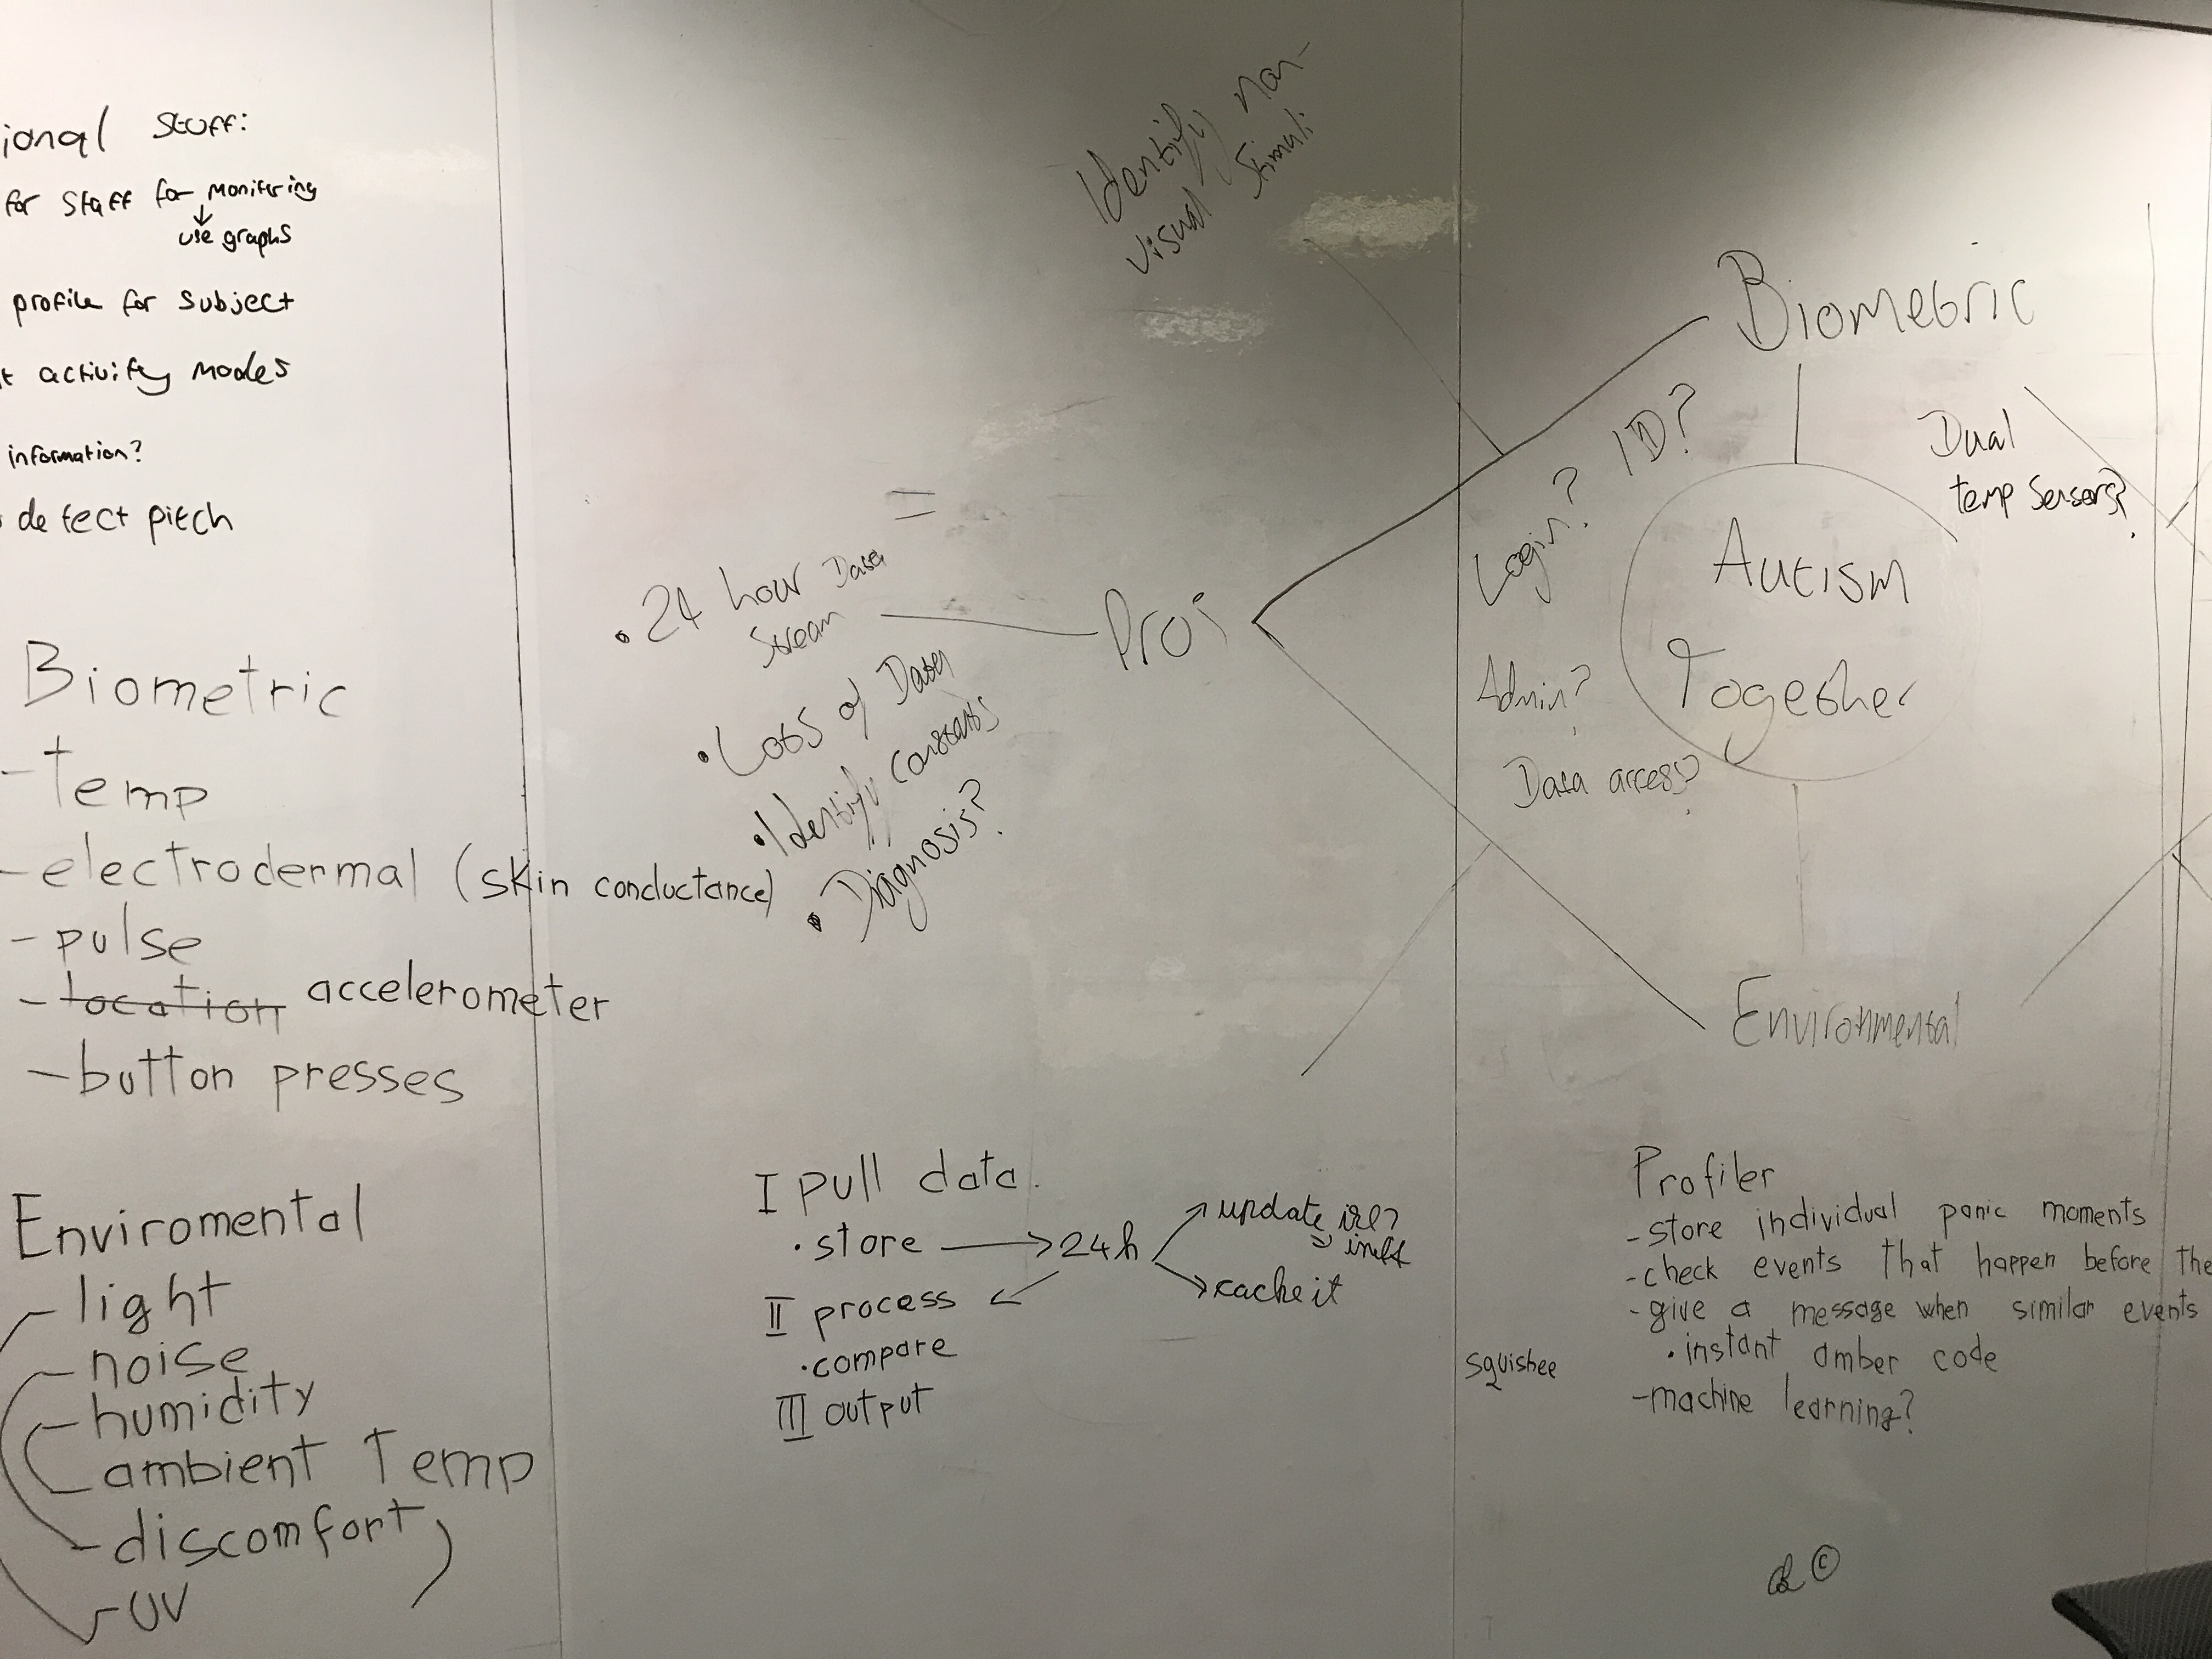 ional stuff:
for staff for monitering
use graphs
profile for subject
activity modes
information?
detect pitch
Biometric
- temp
- electrodermal (skin conductance)
- pulse
- location accelerometer
- button presses
Enviromental
- light
- noise
- humidity
ambient Temp
- discomfort
- UV
Identify non-
visual stimuli
=
Pros
• 24 hour Data
Stream
• Lots of Data
• Identify constants
• Diagnosis?
Biometric
ID?
Login?
Admin?
Data access?
Dual
temp sensors?
Autism
Together
Environmental
I pull data.
• store → 24h
update
cache it
II process
• compare
III output
squishee
Profiler
- store individual panic moments
- check events that happen before the
- give a message when similar events
• instant amber code
- machine learning?
©